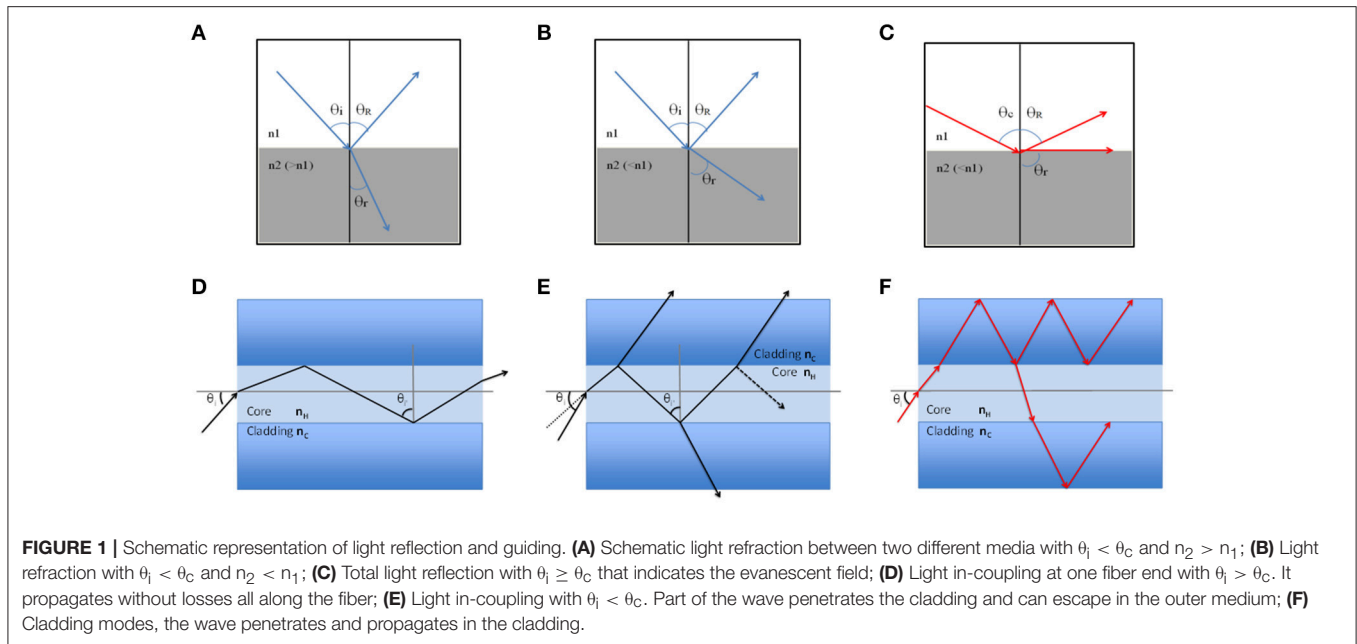 A
B
C
θi θR
n1
n2 (>n1)
θr
θi θR
n1
n2 (<n1)
θr
θc θR
n1
n2 (<n1)
θr
D
E
F
θi
θr
Core nH
Cladding nC
Cladding nC
Core nH
θi
θr
θi
Core nH
Cladding nC
FIGURE 1 | Schematic representation of light reflection and guiding. (A) Schematic light refraction between two different media with θi < θC and n2 > n1; (B) Light
refraction with θi < θC and n2 < n1; (C) Total light reflection with θi ≥ θC that indicates the evanescent field; (D) Light in-coupling at one fiber end with θi > θC. It
propagates without losses all along the fiber; (E) Light in-coupling with θi < θC. Part of the wave penetrates the cladding and can escape in the outer medium; (F)
Cladding modes, the wave penetrates and propagates in the cladding.